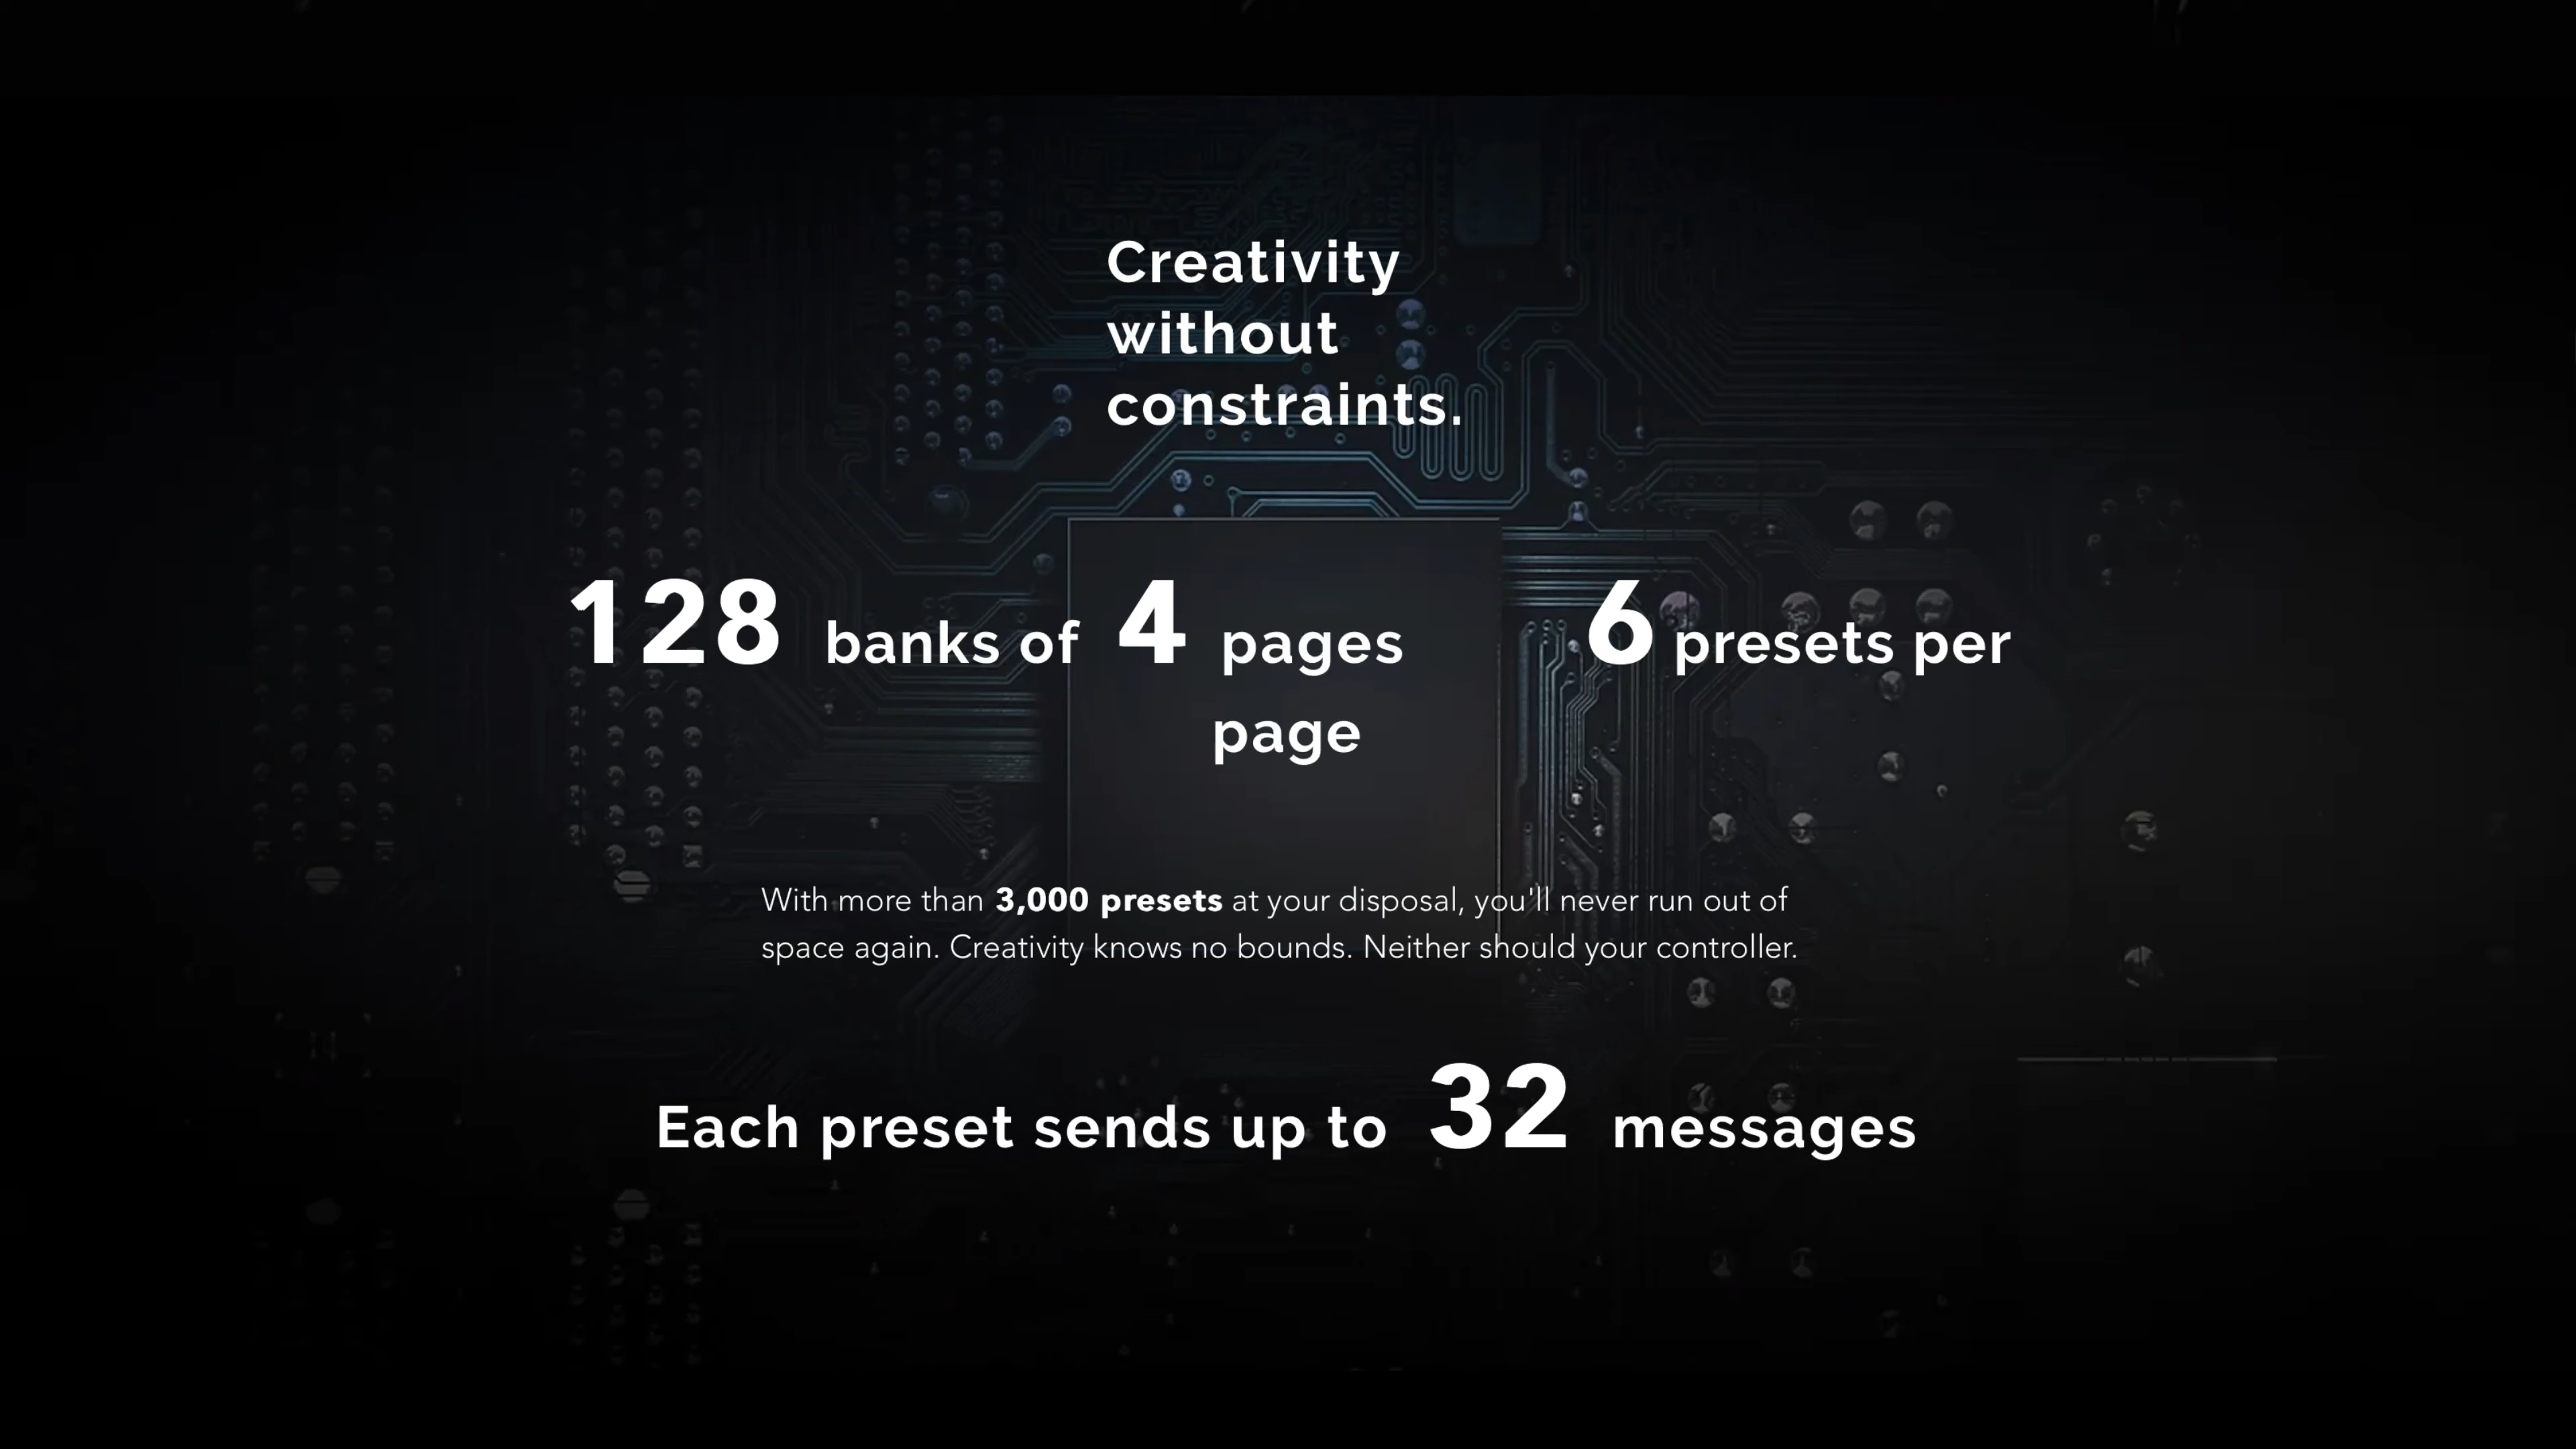 Creativity
without
constraints.
128 banks of 4 pages 6 presets per
page
With more than 3,000 presets at your disposal, you'll never run out of
space again. Creativity knows no bounds. Neither should your controller.
Each preset sends up to 32 messages